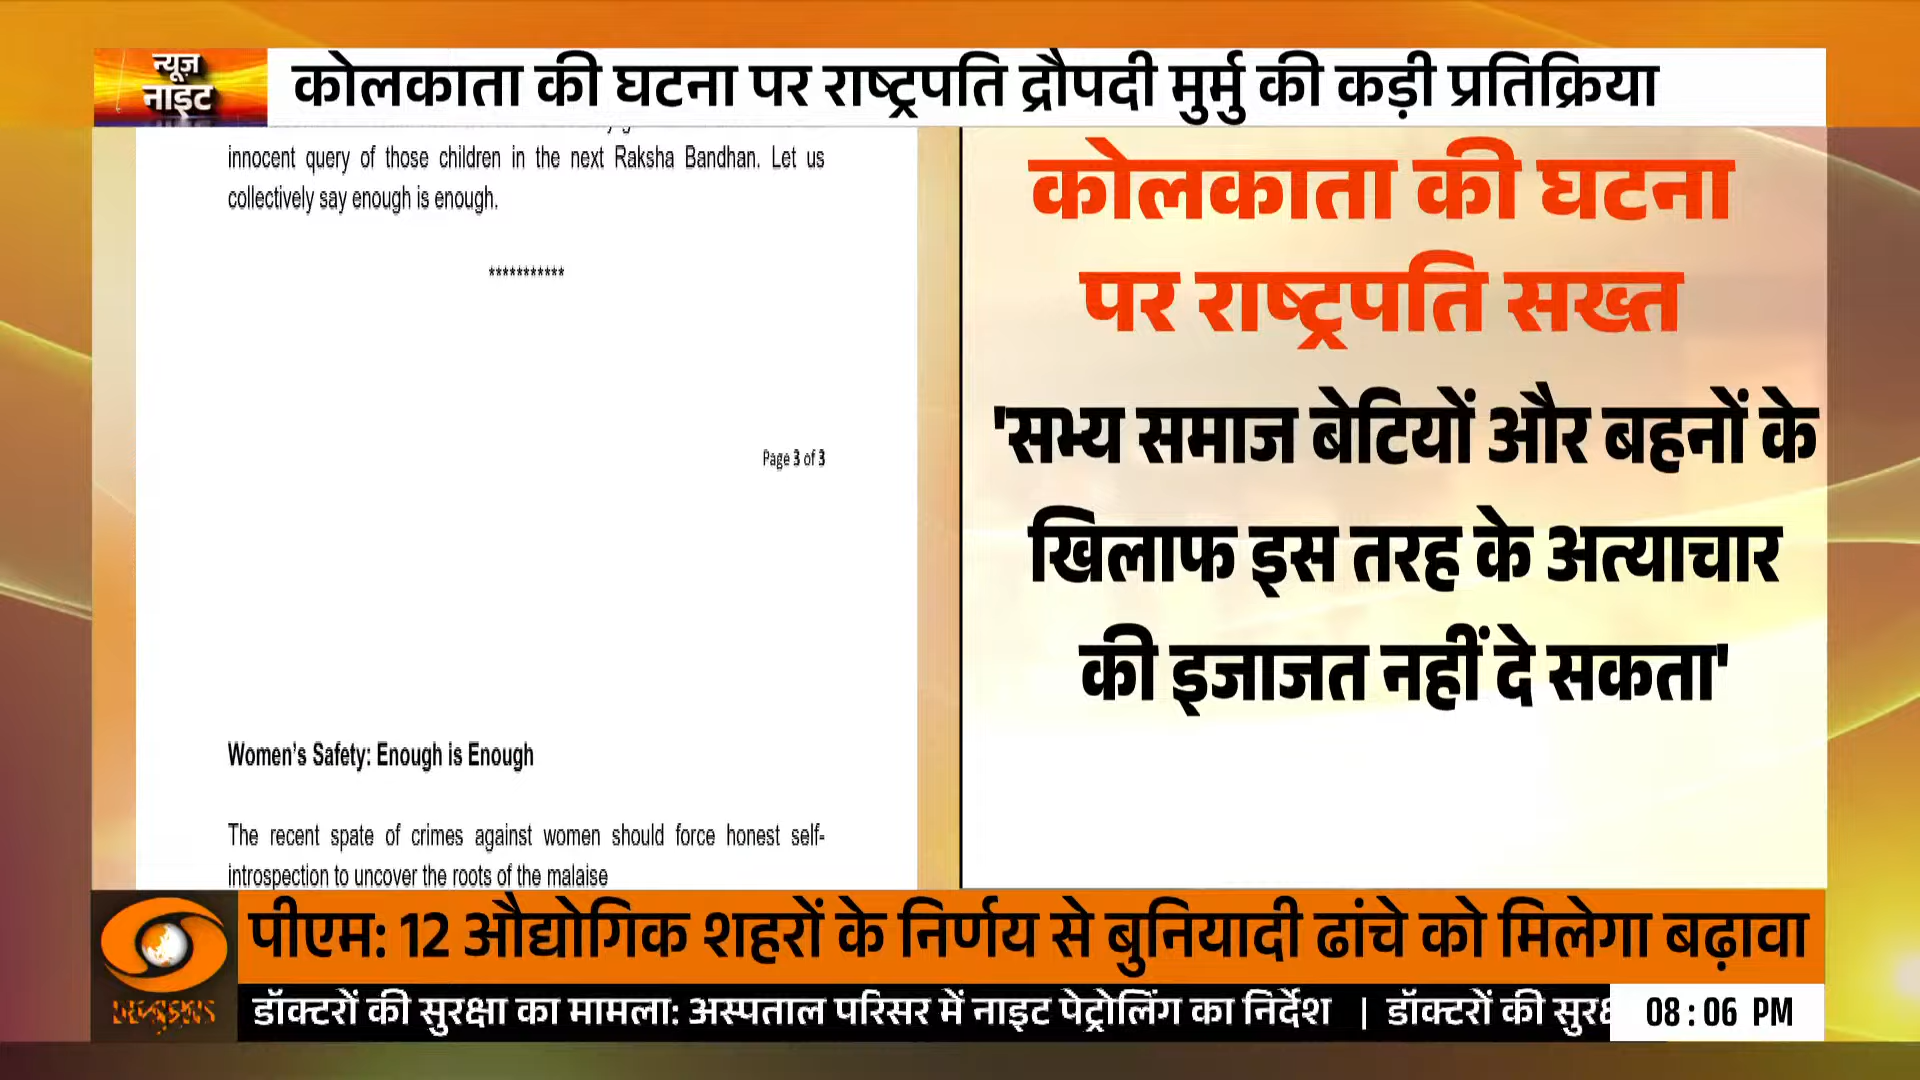 न्यूज़
नाइट
कोलकाता की घटना पर राष्ट्रपति द्रौपदी मुर्मु की कड़ी प्रतिक्रिया
innocent query of those children in the next Raksha Bandhan. Let us
collectively say enough is enough.
***********
Page 3 of 3
Women's Safety: Enough is Enough
The recent spate of crimes against women should force honest self-
introspection to uncover the roots of the malaise
कोलकाता की घटना
पर राष्ट्रपति सख्त
'सभ्य समाज बेटियों और बहनों के
खिलाफ इस तरह के अत्याचार
की इजाजत नहीं दे सकता'
पीएम: 12 औद्योगिक शहरों के निर्णय से बुनियादी ढांचे को मिलेगा बढ़ावा
डॉक्टरों की सुरक्षा का मामला: अस्पताल परिसर में नाइट पेट्रोलिंग का निर्देश | डॉक्टरों की
08:06 PM